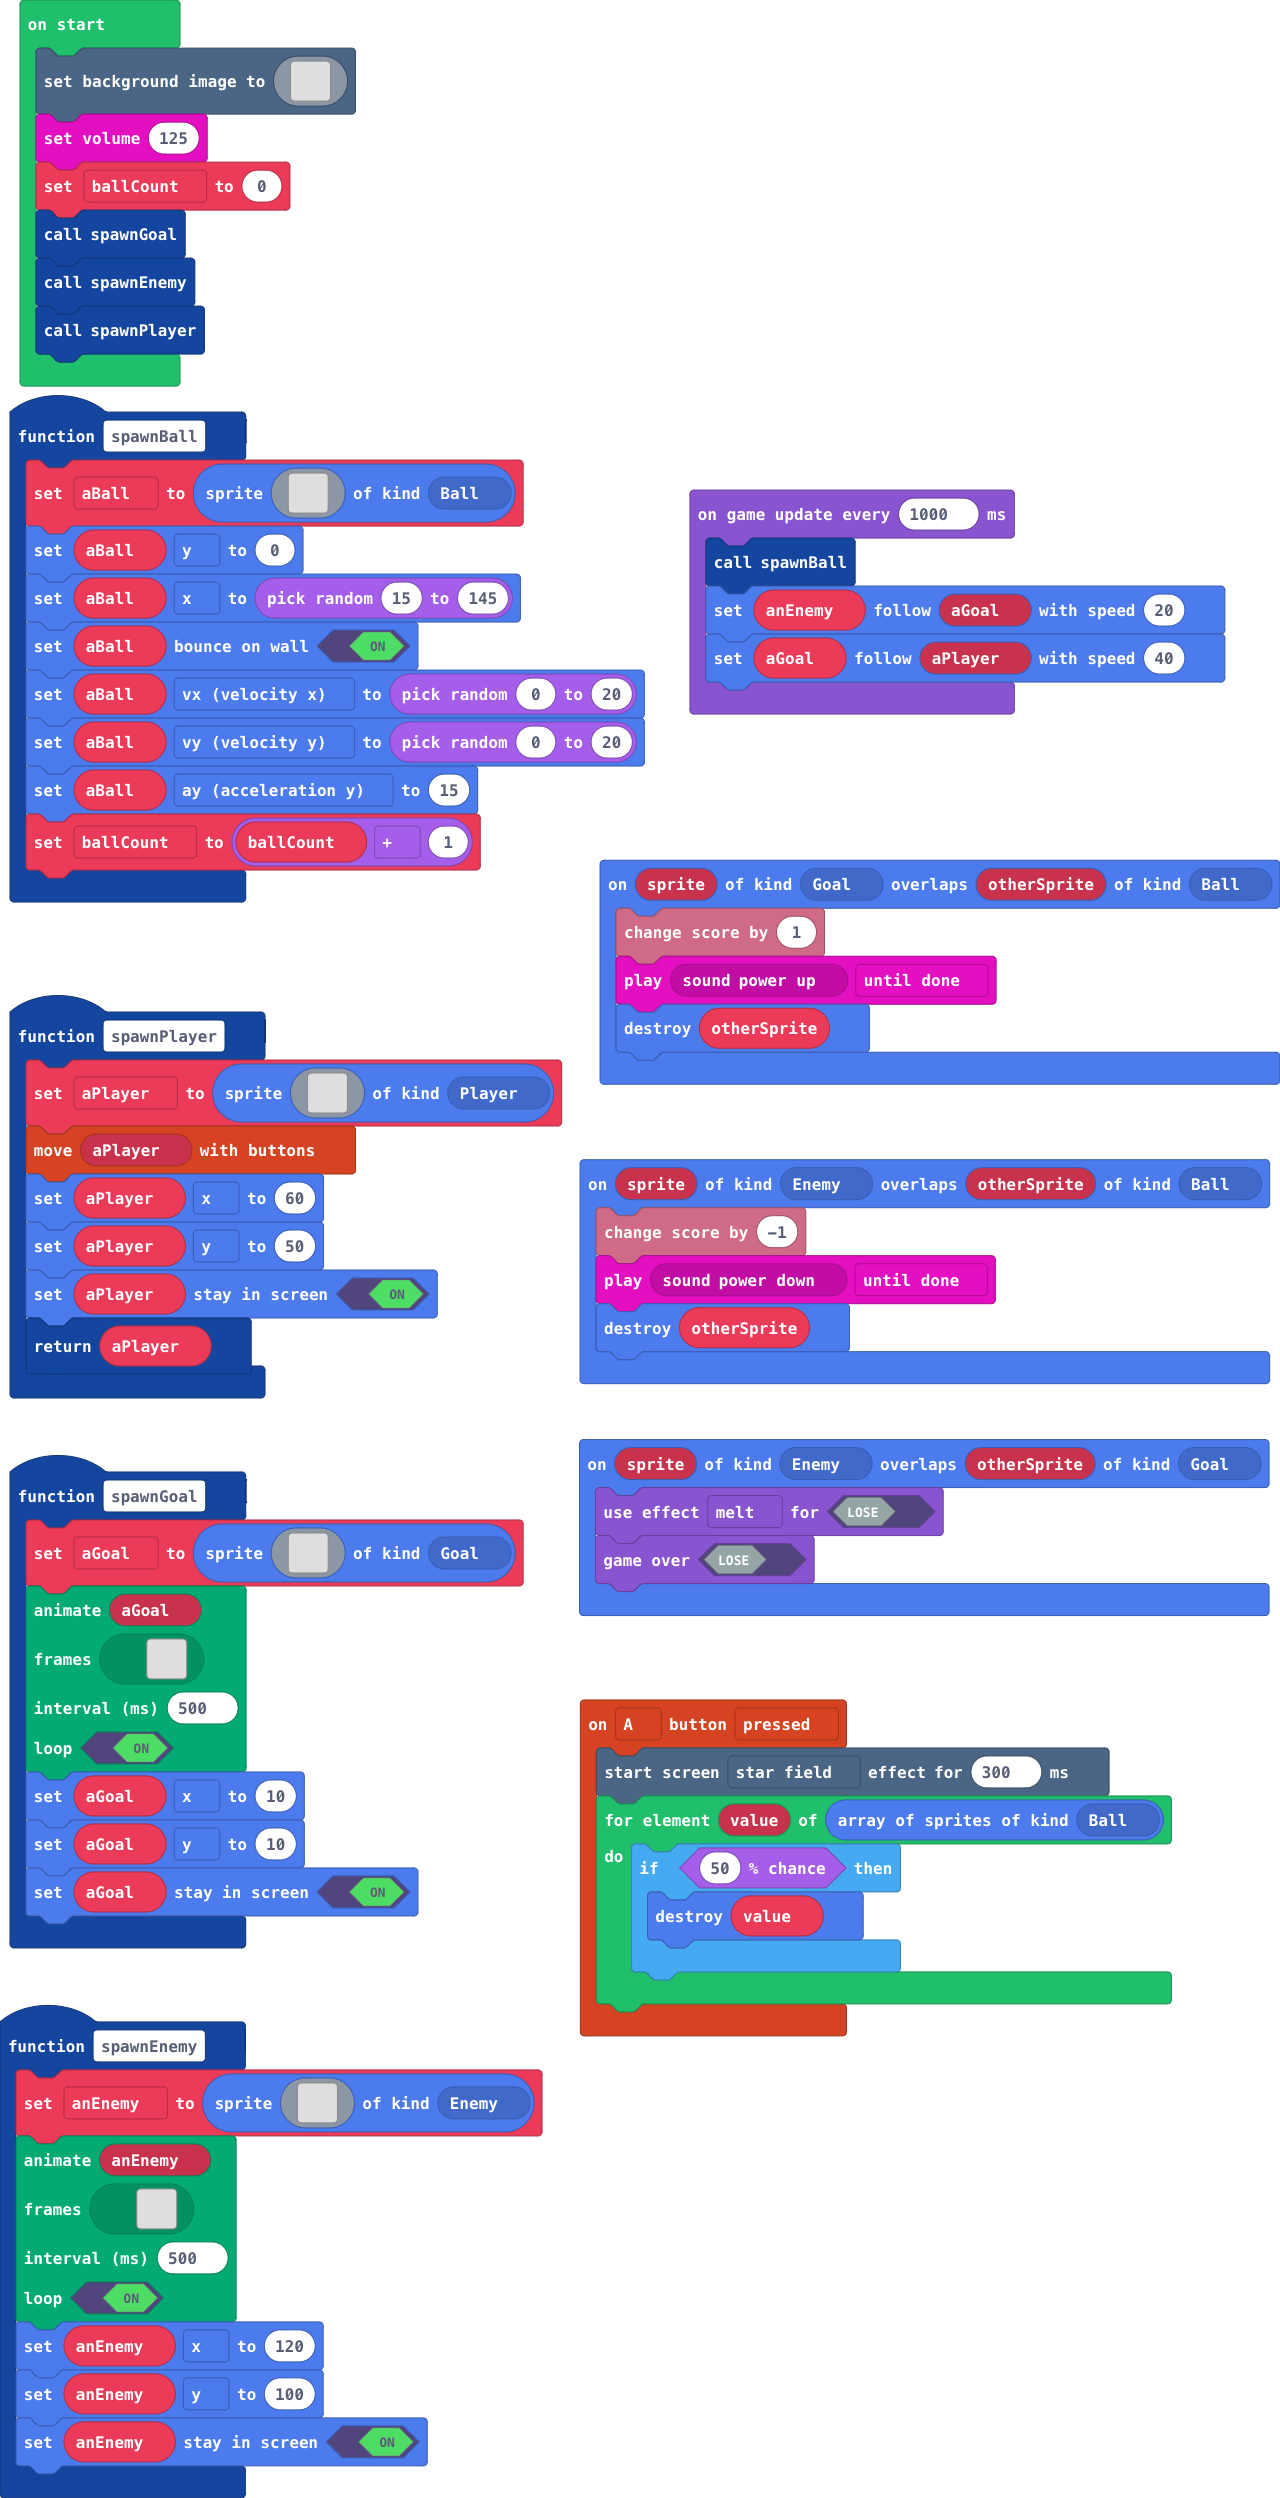 on start
set background image to
set volume 125
set ballCount to 0
call spawnGoal
call spawnEnemy
call spawnPlayer
function spawnBall
set aBall to sprite of kind Ball
set aBall y to 0
set aBall x to pick random 15 to 145
set aBall bounce on wall ON
set aBall vx (velocity x) to pick random 0 to 20
set aBall vy (velocity y) to pick random 0 to 20
set aBall ay (acceleration y) to 15
set ballCount to ballCount + 1
on game update every 1000 ms
call spawnBall
set anEnemy follow aGoal with speed 20
set aGoal follow aPlayer with speed 40
on sprite of kind Goal overlaps otherSprite of kind Ball
change score by 1
play sound power up until done
destroy otherSprite
function spawnPlayer
set aPlayer to sprite of kind Player
move aPlayer with buttons
set aPlayer x to 60
set aPlayer y to 50
set aPlayer stay in screen ON
return aPlayer
on sprite of kind Enemy overlaps otherSprite of kind Ball
change score by -1
play sound power down until done
destroy otherSprite
function spawnGoal
set aGoal to sprite of kind Goal
animate aGoal
frames
interval (ms) 500
loop ON
set aGoal x to 10
set aGoal y to 10
set aGoal stay in screen ON
on sprite of kind Enemy overlaps otherSprite of kind Goal
use effect melt for LOSE
game over LOSE
on A button pressed
start screen star field effect for 300 ms
for element value of array of sprites of kind Ball
do if 50 % chance then
destroy value
function spawnEnemy
set anEnemy to sprite of kind Enemy
animate anEnemy
frames
interval (ms) 500
loop ON
set anEnemy x to 120
set anEnemy y to 100
set anEnemy stay in screen ON